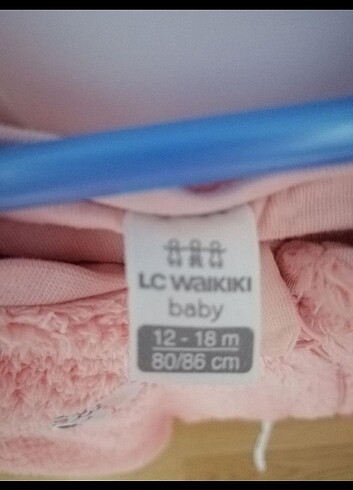 LC WAIKIKI
baby
12 - 18 m
80/86 cm